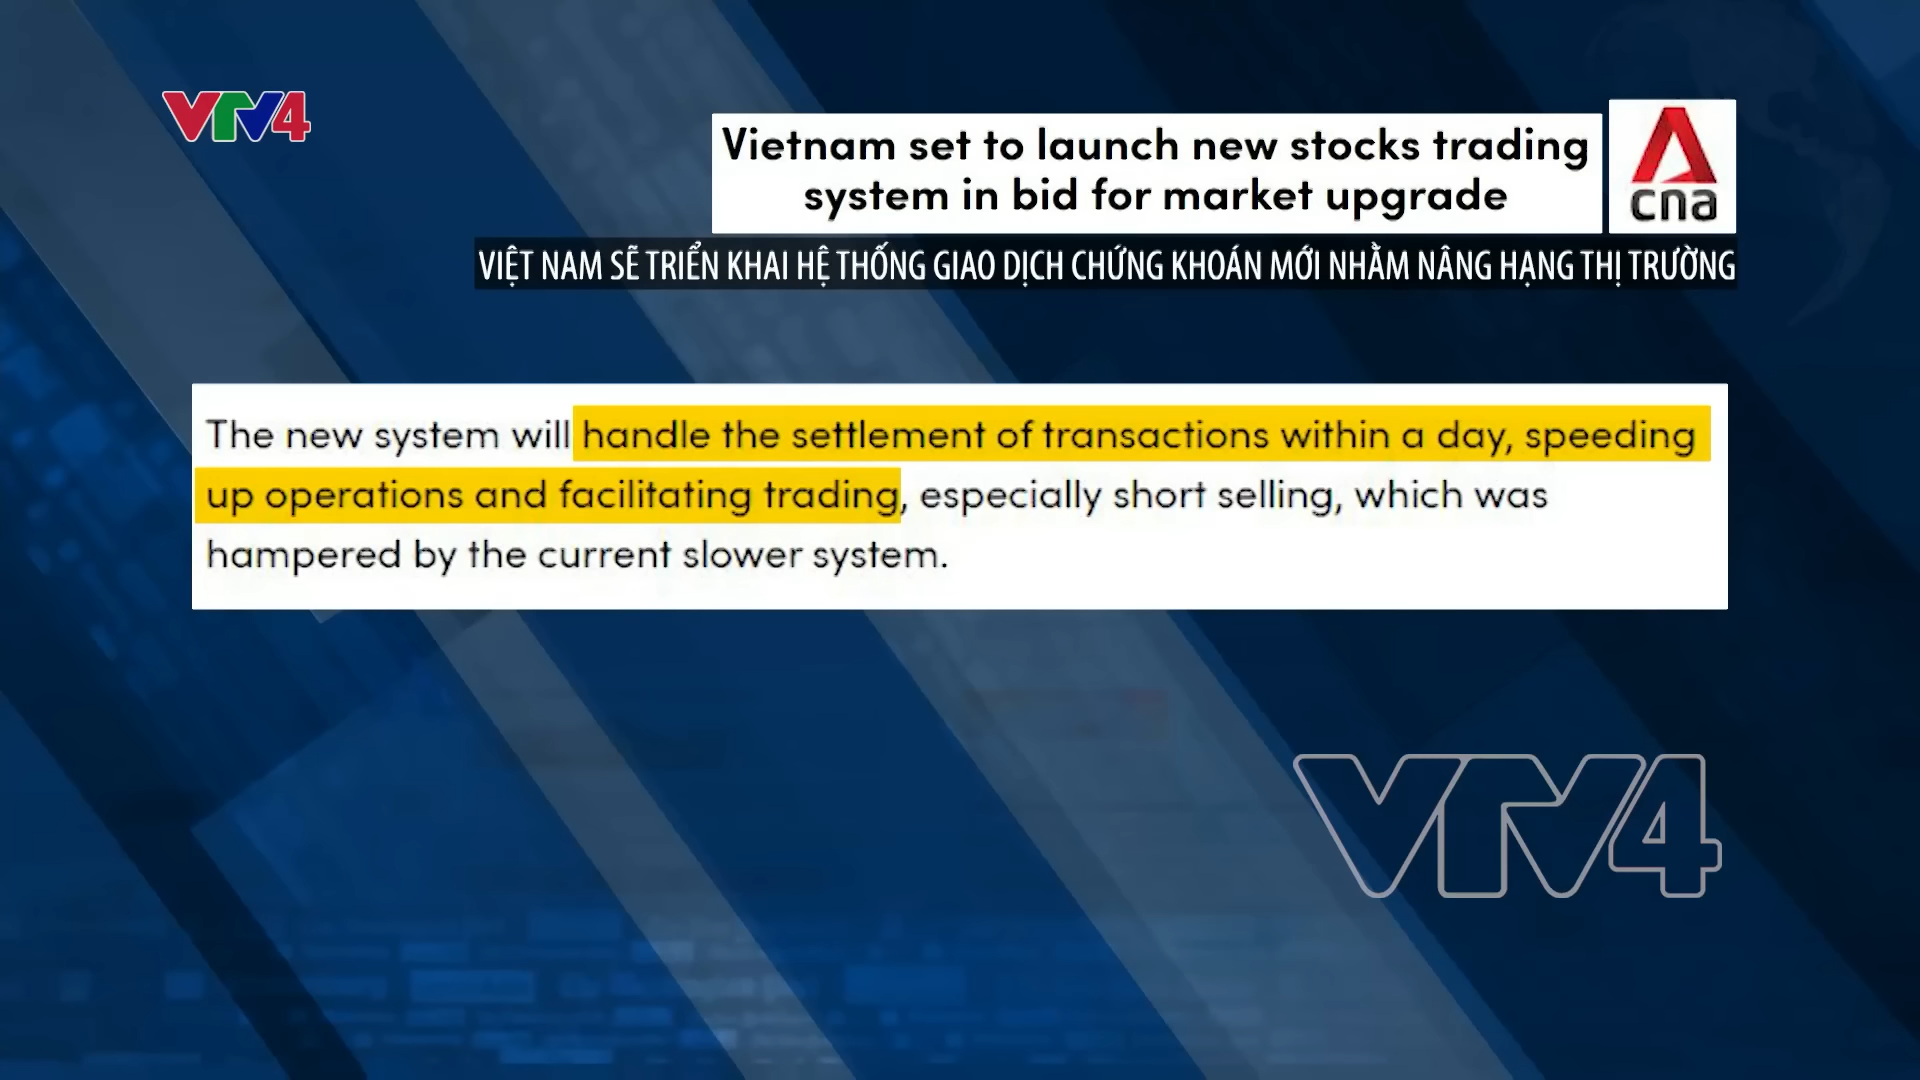 VTV4
Vietnam set to launch new stocks trading
system in bid for market upgrade
cna
VIỆT NAM SẼ TRIỂN KHAI HỆ THỐNG GIAO DỊCH CHỨNG KHOÁN MỚI NHẰM NÂNG HẠNG THỊ TRƯỜNG
The new system will handle the settlement of transactions within a day, speeding
up operations and facilitating trading, especially short selling, which was
hampered by the current slower system.
VTV4